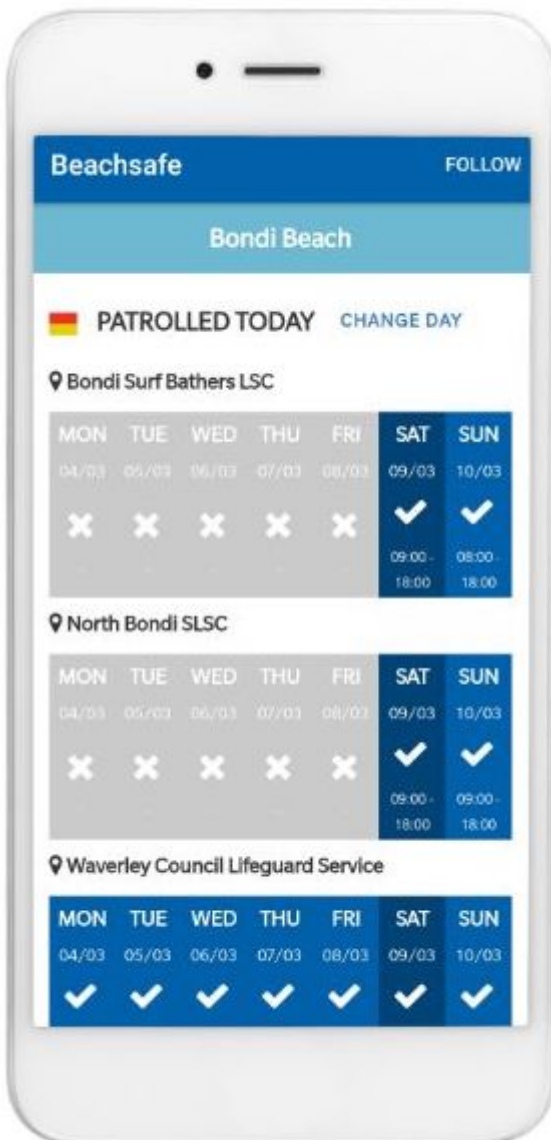 Beachsafe FOLLOW
Bondi Beach
PATROLLED TODAY CHANGE DAY
Bondi Surf Bathers LSC
MON TUE WED THU FRI SAT SUN
04/03 05/03 06/03 07/03 08/03 09/03 10/03
09:00 - 08:00 -
18:00 18:00
North Bondi SLSC
MON TUE WED THU FRI SAT SUN
04/03 05/03 06/03 07/03 08/03 09/03 10/03
09:00 - 09:00 -
18:00 18:00
Waverley Council Lifeguard Service
MON TUE WED THU FRI SAT SUN
04/03 05/03 06/03 07/03 08/03 09/03 10/03